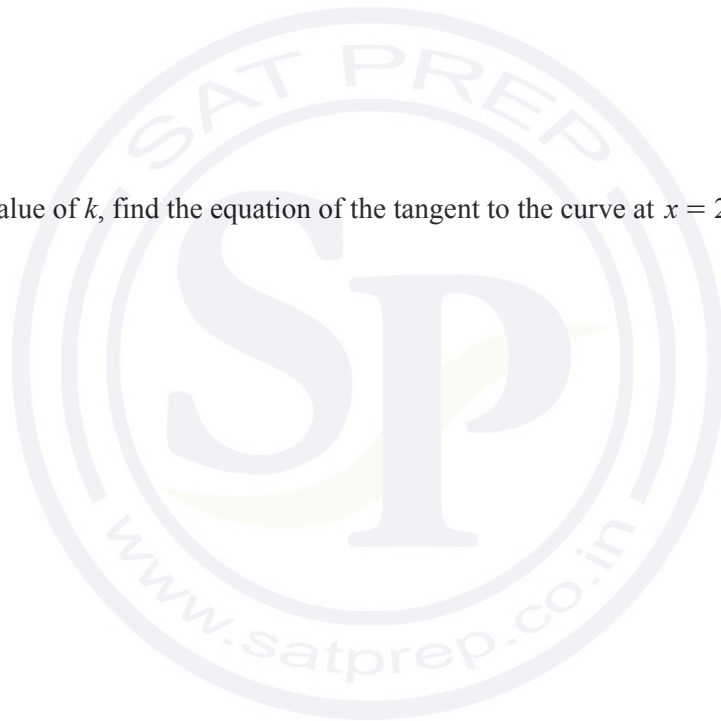 SAT PREP
alue of k, find the equation of the tangent to the curve at x = 2
SP
www.satprep.co.in